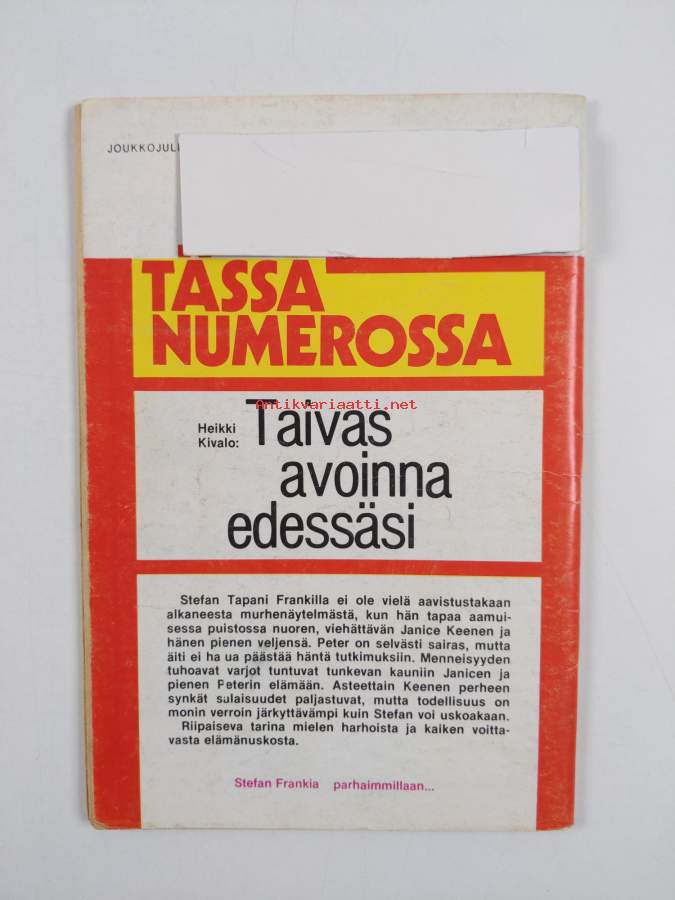 JOUKKOJUL
TÄSSÄ
NUMEROSSA
Antikvariaatti.net
Heikki
Kivalo:
Taivas
avoinna
edessäsi
Stefan Tapani Frankilla ei ole vielä aavistustakaan
alkaneesta murhenäytelmästä, kun hän tapaa aamui-
sessa puistossa nuoren, viehättävän Janice Keenen ja
hänen pienen veljensä. Peter on selvästi sairas, mutta
äiti ei ha ua päästää häntä tutkimuksiin. Menneisyyden
tuhoavat varjot tuntuvat tunkevan kauniin Janicen ja
pienen Peterin elämään. Asteettain Keenen perheen
synkät salaisuudet paljastuvat, mutta todellisuus on
monin verroin järkyttävämpi kuin Stefan voi uskoakaan.
Riipaiseva tarina mielen harhoista ja kaiken voitta-
vasta elämänuskosta.
Stefan Frankia parhaimmillaan...